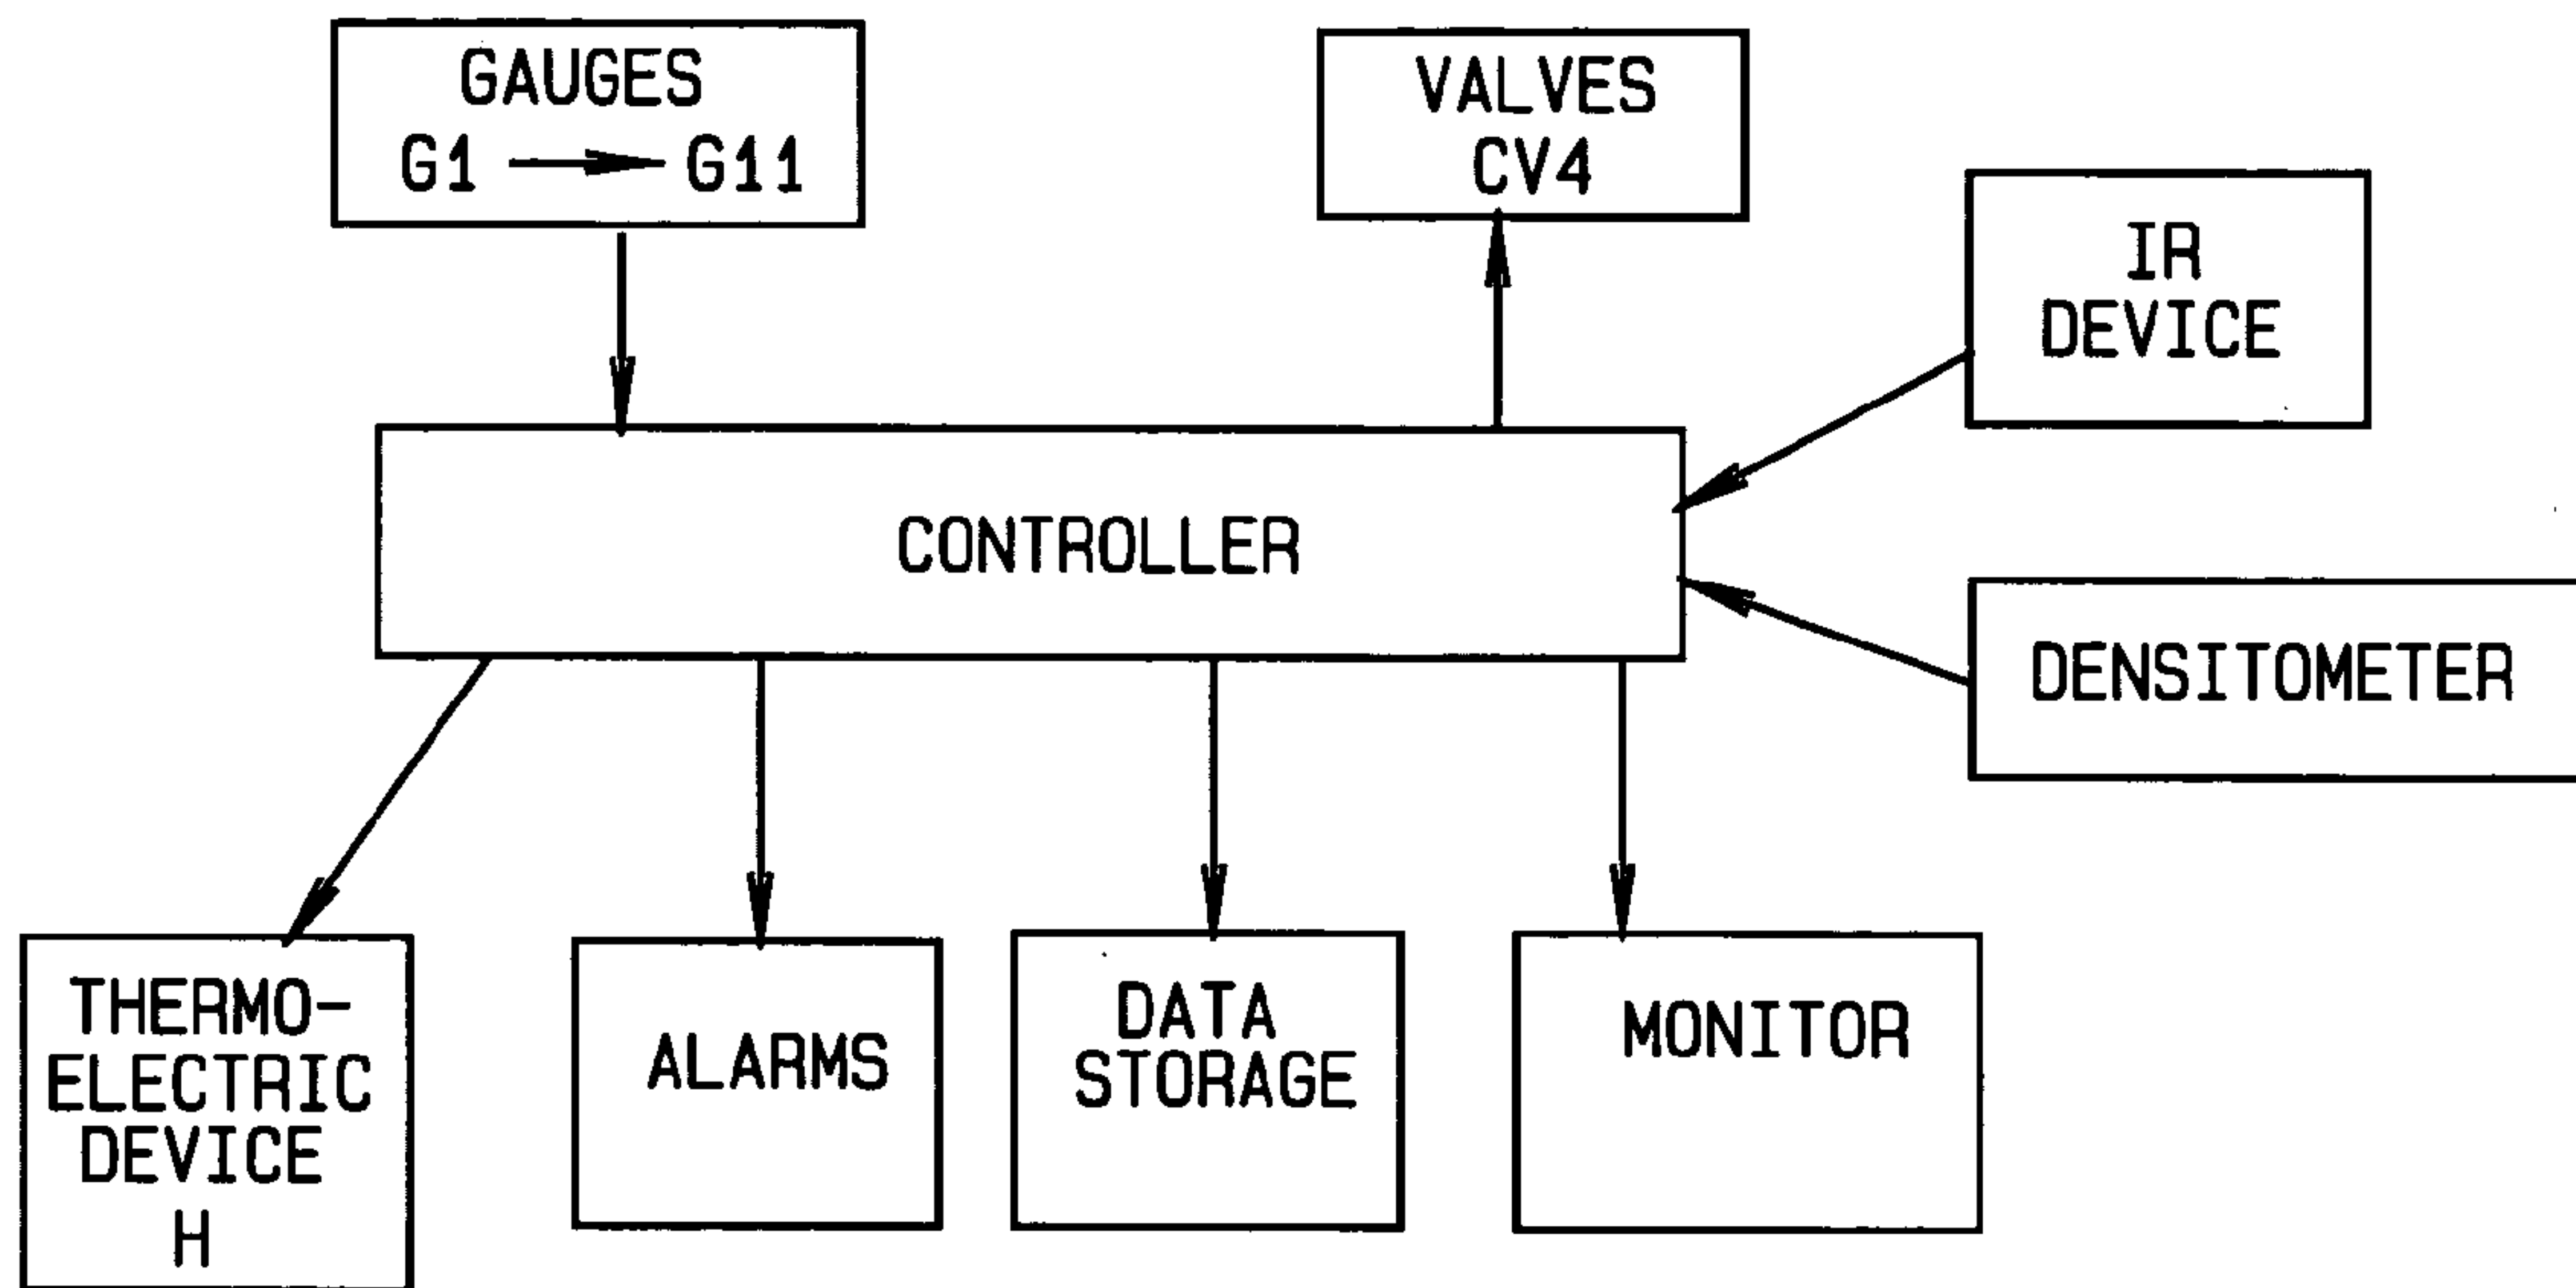 GAUGES
G1 → G11
VALVES
CV4
IR
DEVICE
CONTROLLER
DENSITOMETER
THERMO-
ELECTRIC
DEVICE
H
ALARMS
DATA
STORAGE
MONITOR